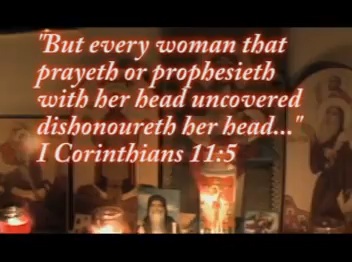 "But every woman that
prayeth or prophesieth
with her head uncovered
dishonoureth her head..."
I Corinthians 11:5